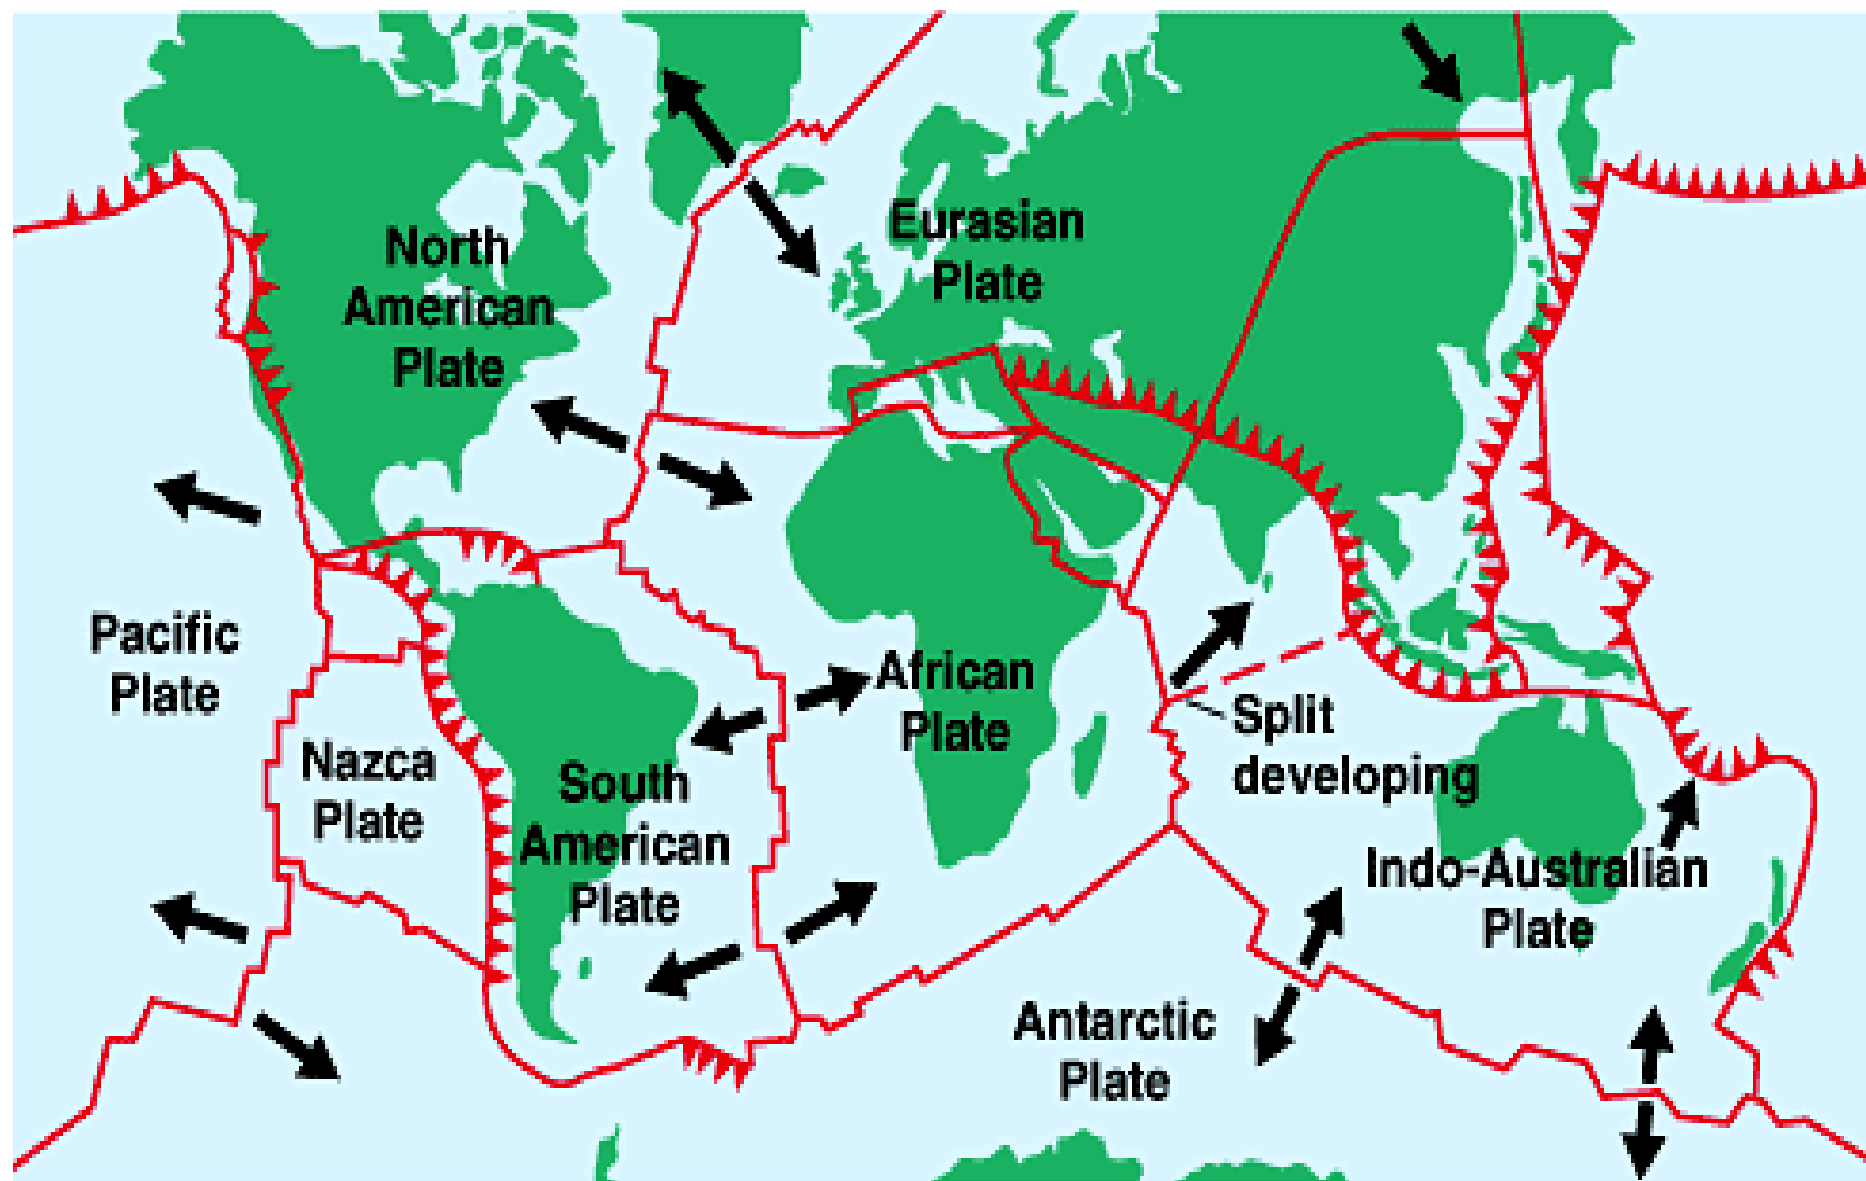 North
American
Plate
Eurasian
Plate
Pacific
Plate
Nazca
Plate
South
American
Plate
African
Plate
Split
developing
Indo-Australian
Plate
Antarctic
Plate